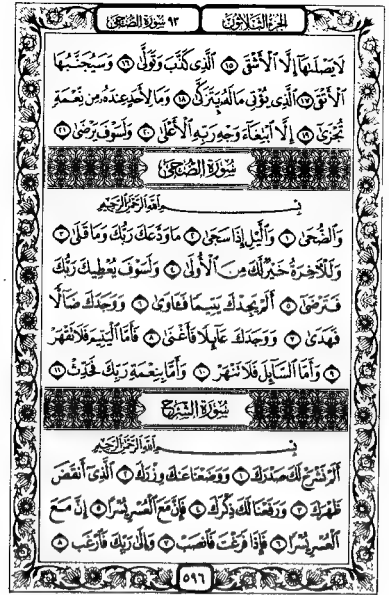 الجزء الثلاثون
٩٣ سورة الضحى
لَا يَصْلَىٰهَآ إِلَّا ٱلْأَشْقَى ١٥ ٱلَّذِى كَذَّبَ وَتَوَلَّىٰ ١٦ وَسَيُجَنَّبُهَا
ٱلْأَتْقَى ١٧ ٱلَّذِى يُؤْتِى مَالَهُۥ يَتَزَكَّىٰ ١٨ وَمَا لِأَحَدٍ عِندَهُۥ مِن نِّعْمَةٍ
تُجْزَىٰٓ ١٩ إِلَّا ٱبْتِغَآءَ وَجْهِ رَبِّهِ ٱلْأَعْلَىٰ ٢٠ وَلَسَوْفَ يَرْضَىٰ ٢١
سورة الضحى
بِسْمِ ٱللَّهِ ٱلرَّحْمَٰنِ ٱلرَّحِيمِ
وَٱلضُّحَىٰ ١ وَٱلَّيْلِ إِذَا سَجَىٰ ٢ مَا وَدَّعَكَ رَبُّكَ وَمَا قَلَىٰ ٣
وَلَلْءَاخِرَةُ خَيْرٌ لَّكَ مِنَ ٱلْأُولَىٰ ٤ وَلَسَوْفَ يُعْطِيكَ رَبُّكَ
فَتَرْضَىٰٓ ٥ أَلَمْ يَجِدْكَ يَتِيمًا فَـَٔاوَىٰ ٦ وَوَجَدَكَ ضَآلًّا
فَهَدَىٰ ٧ وَوَجَدَكَ عَآئِلًا فَأَغْنَىٰ ٨ فَأَمَّا ٱلْيَتِيمَ فَلَا تَقْهَرْ
٩ وَأَمَّا ٱلسَّآئِلَ فَلَا تَنْهَرْ ١٠ وَأَمَّا بِنِعْمَةِ رَبِّكَ فَحَدِّثْ ١١
سورة الشرح
بِسْمِ ٱللَّهِ ٱلرَّحْمَٰنِ ٱلرَّحِيمِ
أَلَمْ نَشْرَحْ لَكَ صَدْرَكَ ١ وَوَضَعْنَا عَنكَ وِزْرَكَ ٢ ٱلَّذِىٓ أَنقَضَ
ظَهْرَكَ ٣ وَرَفَعْنَا لَكَ ذِكْرَكَ ٤ فَإِنَّ مَعَ ٱلْعُسْرِ يُسْرًا ٥ إِنَّ مَعَ
ٱلْعُسْرِ يُسْرًا ٦ فَإِذَا فَرَغْتَ فَٱنصَبْ ٧ وَإِلَىٰ رَبِّكَ فَٱرْغَب ٨
٥٩٦